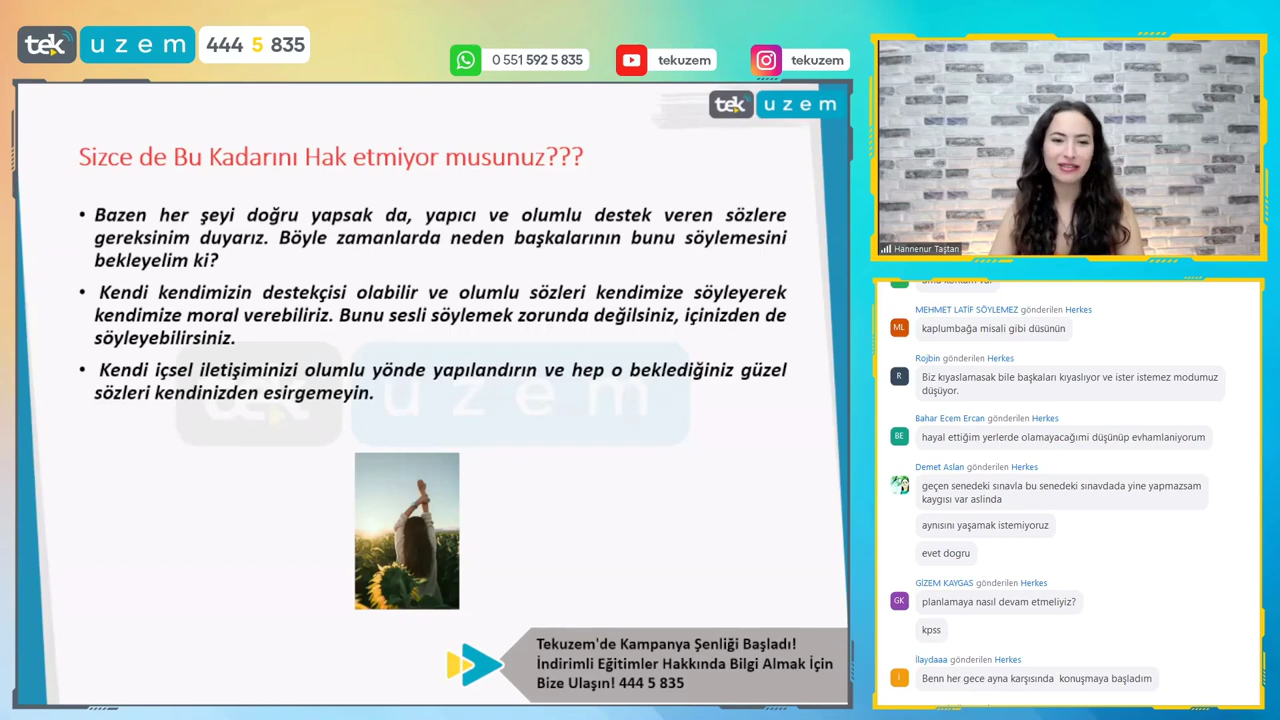 tek uzem 444 5 835
0 551 592 5 835
tekuzem
tekuzem
tek uzem
Sizce de Bu Kadarını Hak etmiyor musunuz???
• Bazen her şeyi doğru yapsak da, yapıcı ve olumlu destek veren sözlere
gereksinim duyarız. Böyle zamanlarda neden başkalarının bunu söylemesini
bekleyelim ki?
• Kendi kendimizin destekçisi olabilir ve olumlu sözleri kendimize söyleyerek
kendimize moral verebiliriz. Bunu sesli söylemek zorunda değilsiniz, içinizden de
söyleyebilirsiniz.
• Kendi içsel iletişiminizi olumlu yönde yapılandırın ve hep o beklediğiniz güzel
sözleri kendinizden esirgemeyin.
tek uzem
Tekuzem'de Kampanya Şenliği Başladı!
İndirimli Eğitimler Hakkında Bilgi Almak İçin
Bize Ulaşın! 444 5 835
Hannenur Taştan
MEHMET LATİF SÖYLEMEZ gönderilen Herkes
ML
kaplumbağa misali gibi düsünün
Rojbin gönderilen Herkes
R
Biz kıyaslamasak bile başkaları kıyaslıyor ve ister istemez modumuz
düşüyor.
Bahar Ecem Ercan gönderilen Herkes
BE
hayal ettiğim yerlerde olamayacağımi düşünüp evhamlaniyorum
Demet Aslan gönderilen Herkes
geçen senedeki sınavla bu senedeki sınavdada yine yapmazsam
kaygısı var aslinda
aynısını yaşamak istemiyoruz
evet dogru
GİZEM KAYGAS gönderilen Herkes
GK
planlamaya nasıl devam etmeliyiz?
kpss
İlaydaaa gönderilen Herkes
İ
Benn her gece ayna karşısında konuşmaya başladım